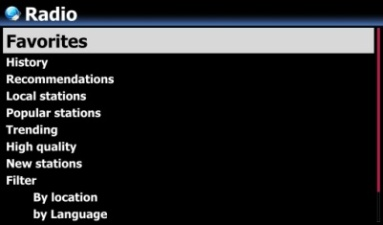 Radio
Favorites
History
Recommendations
Local stations
Popular stations
Trending
High quality
New stations
Filter
By location
by Language